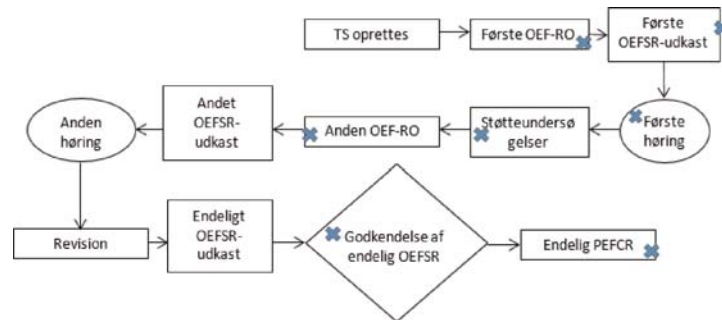 TS oprettes
Første OEF-RO
Første
OEFSR-udkast
Første
høring
Støtteundersø
gelser
Anden OEF-RO
Andet
OEFSR-
udkast
Anden
høring
Revision
Endeligt
OEFSR-
udkast
Godkendelse af
endelig OEFSR
Endelig PEFCR